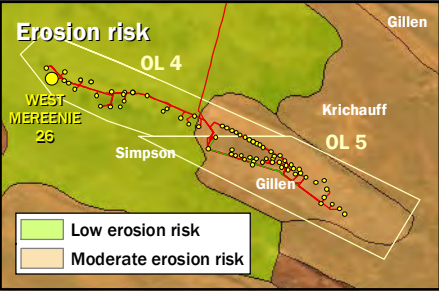 Erosion risk
Gillen
OL 4
WEST
MEREENIE
26
Krichauff
OL 5
Simpson
Gillen
Low erosion risk
Moderate erosion risk